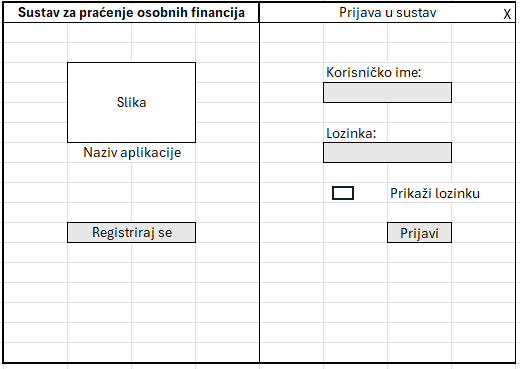 Sustav za praćenje osobnih financija
Prijava u sustav
X
Slika
Naziv aplikacije
Registriraj se
Korisničko ime:
Lozinka:
Prikaži lozinku
Prijavi